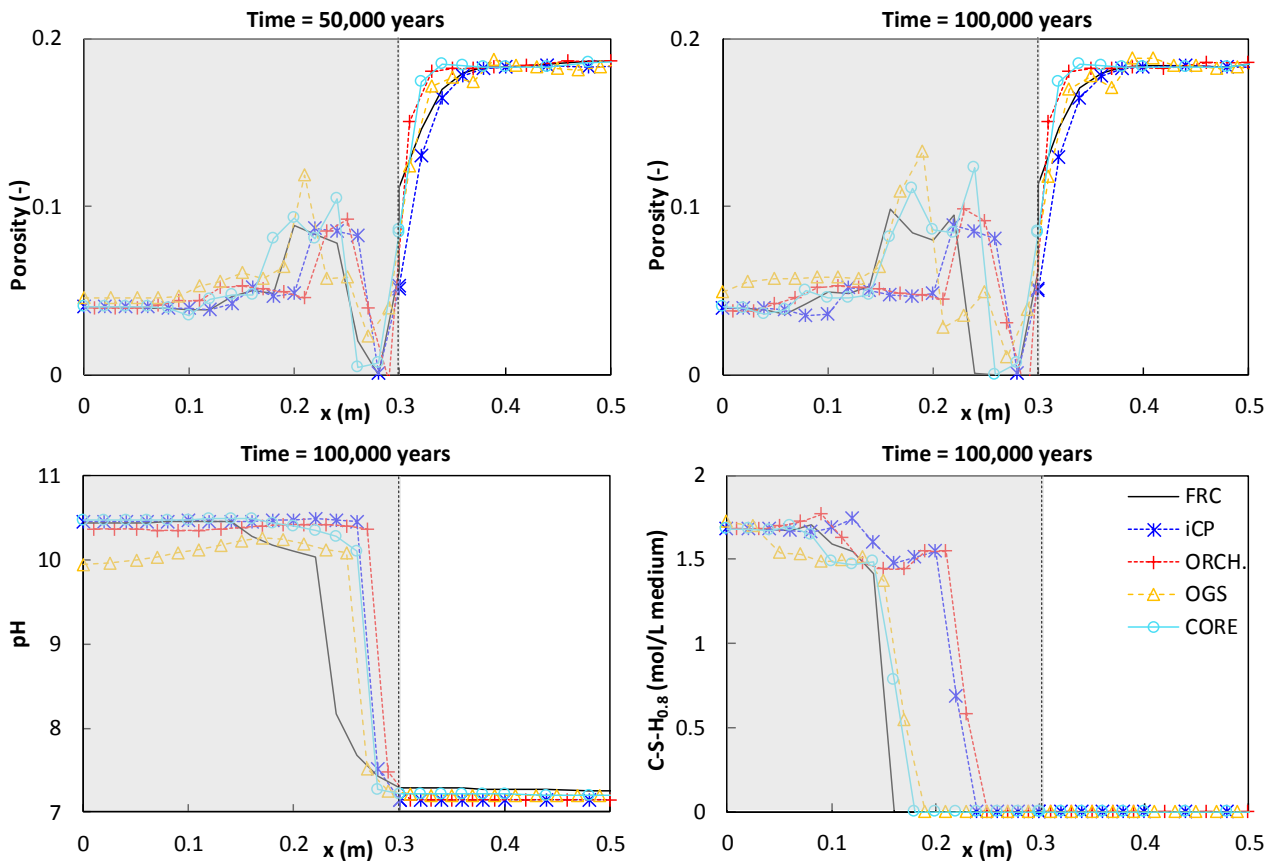 Time = 50,000 years
Porosity (-)
0.2
0.1
0
0 0.1 0.2 0.3 0.4 0.5
x (m)
Time = 100,000 years
Porosity (-)
0.2
0.1
0
0 0.1 0.2 0.3 0.4 0.5
x (m)
Time = 100,000 years
pH
11
10
9
8
7
0 0.1 0.2 0.3 0.4 0.5
x (m)
Time = 100,000 years
C-S-H0.8 (mol/L medium)
2
1.5
1
0.5
0
0 0.1 0.2 0.3 0.4 0.5
x (m)
FRC
iCP
ORCH.
OGS
CORE